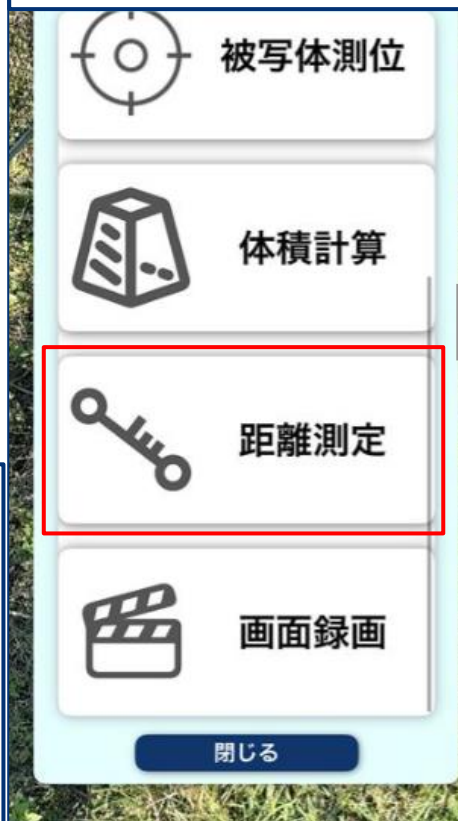 被写体測位
体積計算
距離測定
画面録画
閉じる